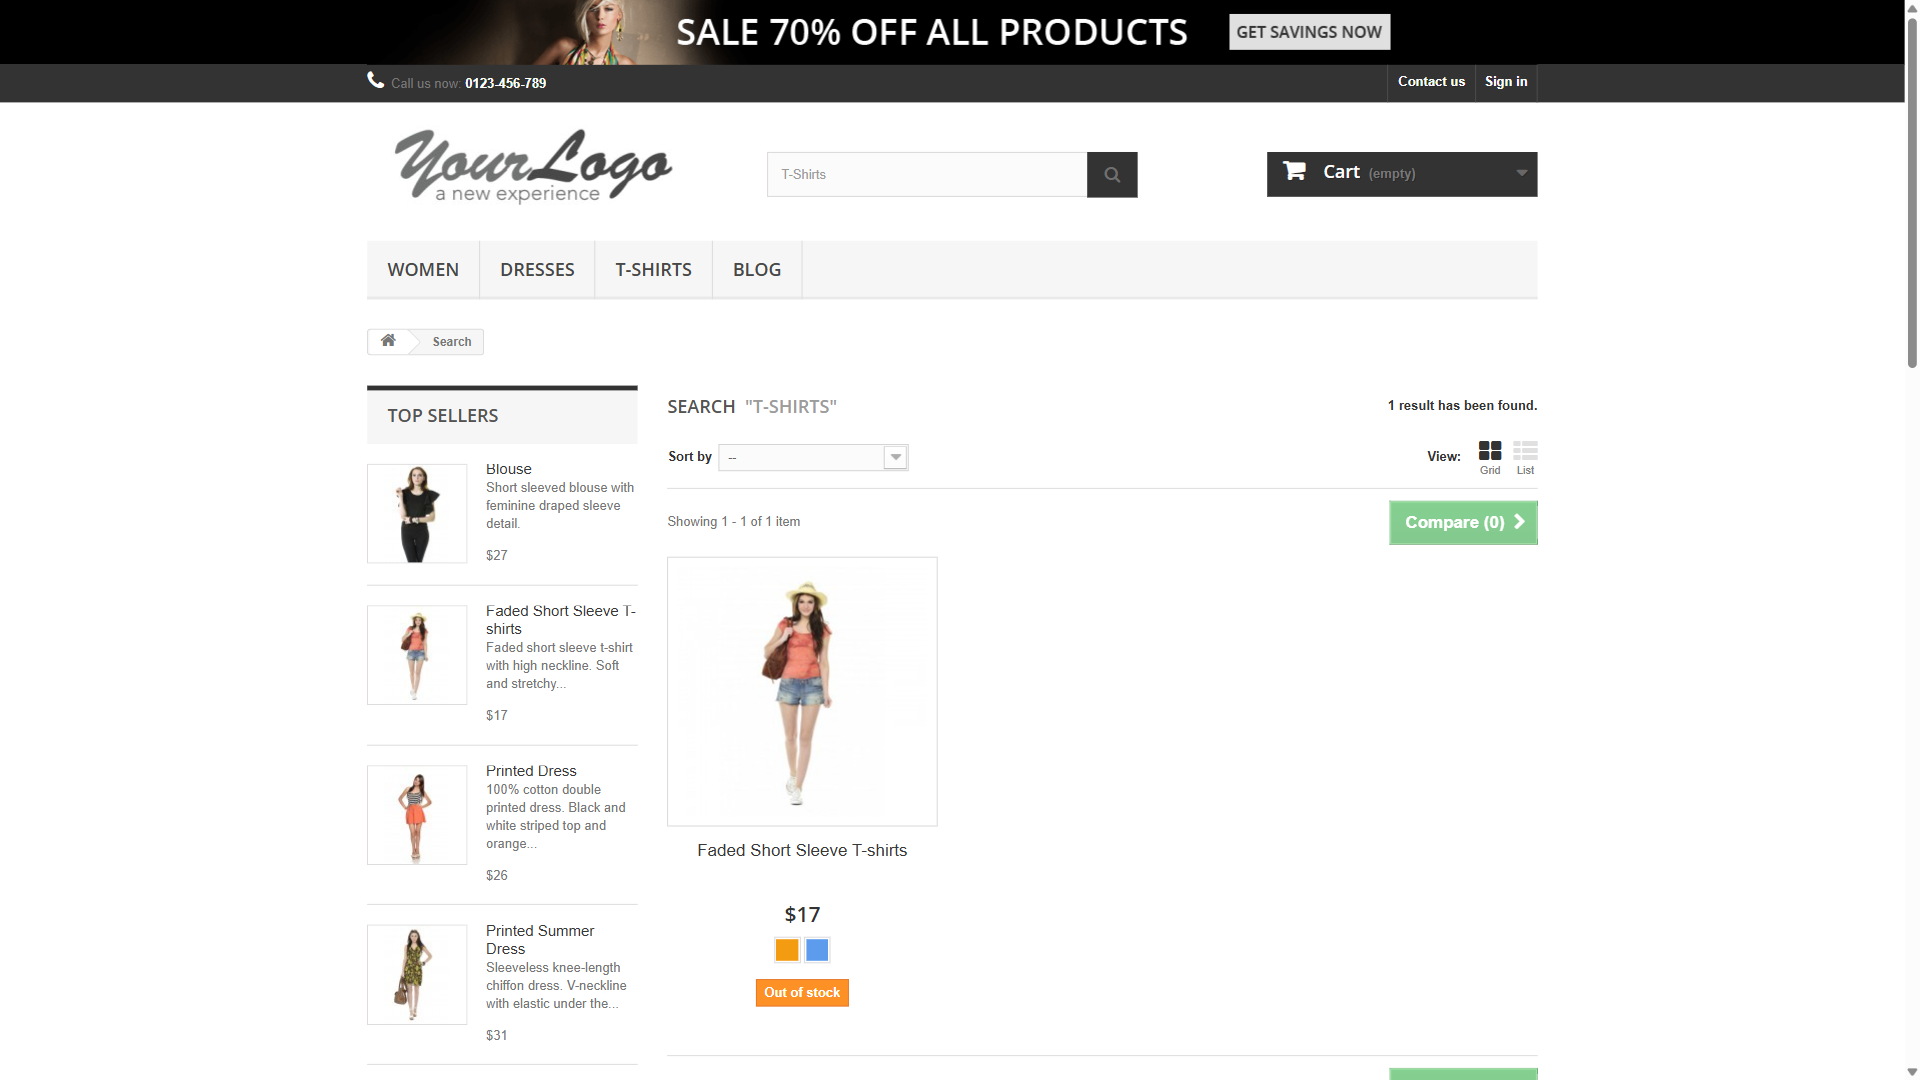 SALE 70% OFF ALL PRODUCTS
GET SAVINGS NOW
Call us now: 0123-456-789
Contact us
Sign in
YourLogo
a new experience
T-Shirts
Cart (empty)
WOMEN
DRESSES
T-SHIRTS
BLOG
Search
TOP SELLERS
Blouse
Short sleeved blouse with
feminine draped sleeve
detail.
$27
Faded Short Sleeve T-
shirts
Faded short sleeve t-shirt
with high neckline. Soft
and stretchy...
$17
Printed Dress
100% cotton double
printed dress. Black and
white striped top and
orange...
$26
Printed Summer
Dress
Sleeveless knee-length
chiffon dress. V-neckline
with elastic under the...
$31
SEARCH "T-SHIRTS"
1 result has been found.
Sort by
--
View:
Grid
List
Showing 1 - 1 of 1 item
Compare (0)
Faded Short Sleeve T-shirts
$17
Out of stock